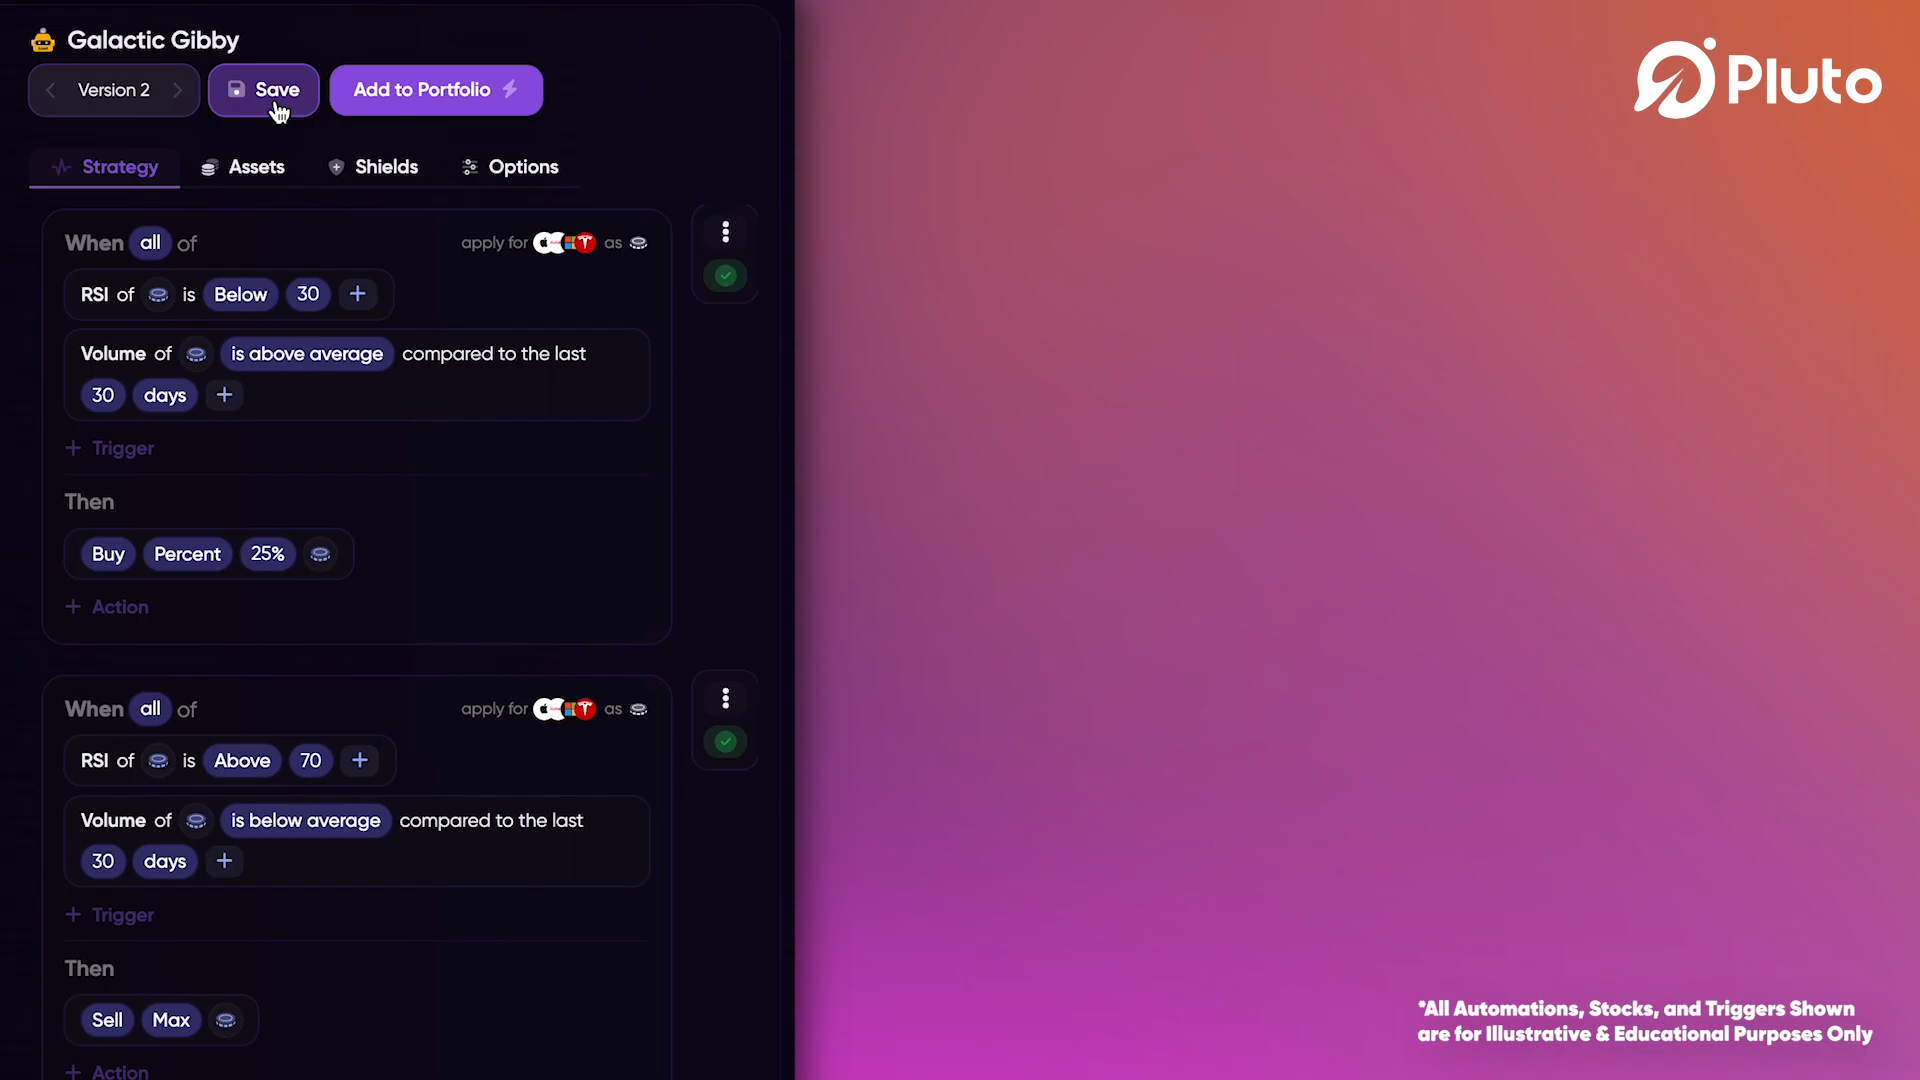 Galactic Gibby
Version 2
Save
Add to Portfolio
Strategy
Assets
Shields
Options
When all of
apply for as
RSI of is Below 30 +
Volume of is above average compared to the last
30 days +
+ Trigger
Then
Buy Percent 25%
+ Action
When all of
apply for as
RSI of is Above 70 +
Volume of is below average compared to the last
30 days +
+ Trigger
Then
Sell Max
+ Action
Pluto
*All Automations, Stocks, and Triggers Shown
are for Illustrative & Educational Purposes Only